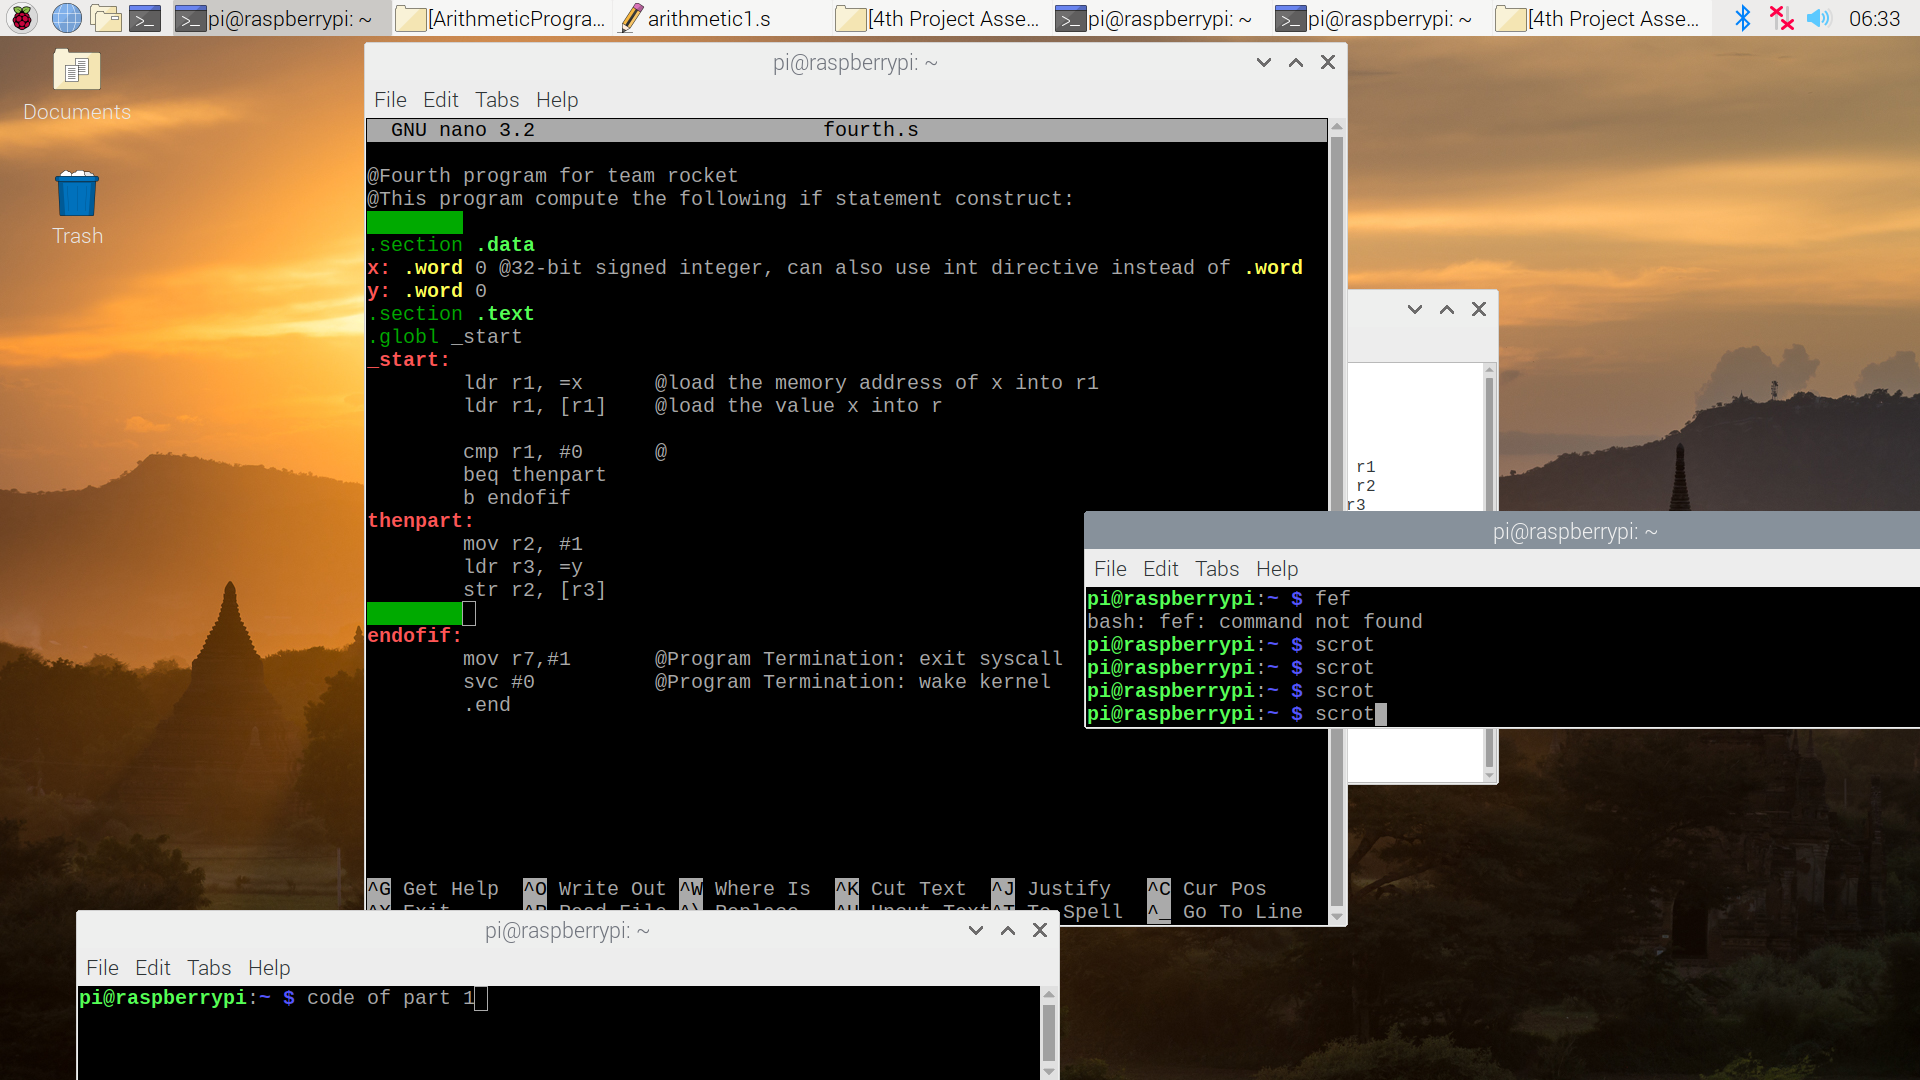 pi@raspberrypi: ~
[ArithmeticProgra...
arithmetic1.s
[4th Project Asse...
pi@raspberrypi: ~
pi@raspberrypi: ~
[4th Project Asse...
06:33
Documents
Trash
pi@raspberrypi: ~
File Edit Tabs Help
GNU nano 3.2 fourth.s
@Fourth program for team rocket
@This program compute the following if statement construct:
.section .data
x: .word 0 @32-bit signed integer, can also use int directive instead of .word
y: .word 0
.section .text
.globl _start
_start:
ldr r1, =x @load the memory address of x into r1
ldr r1, [r1] @load the value x into r
cmp r1, #0 @
beq thenpart
b endofif
thenpart:
mov r2, #1
ldr r3, =y
str r2, [r3]
endofif:
mov r7,#1 @Program Termination: exit syscall
svc #0 @Program Termination: wake kernel
.end
^G Get Help ^O Write Out ^W Where Is ^K Cut Text ^J Justify ^C Cur Pos
^X Exit ^R Read File ^\ Replace ^U Uncut Text ^T To Spell ^_ Go To Line
r1
r2
r3
pi@raspberrypi: ~
File Edit Tabs Help
pi@raspberrypi:~ $ fef
bash: fef: command not found
pi@raspberrypi:~ $ scrot
pi@raspberrypi:~ $ scrot
pi@raspberrypi:~ $ scrot
pi@raspberrypi:~ $ scrot
pi@raspberrypi: ~
File Edit Tabs Help
pi@raspberrypi:~ $ code of part 1